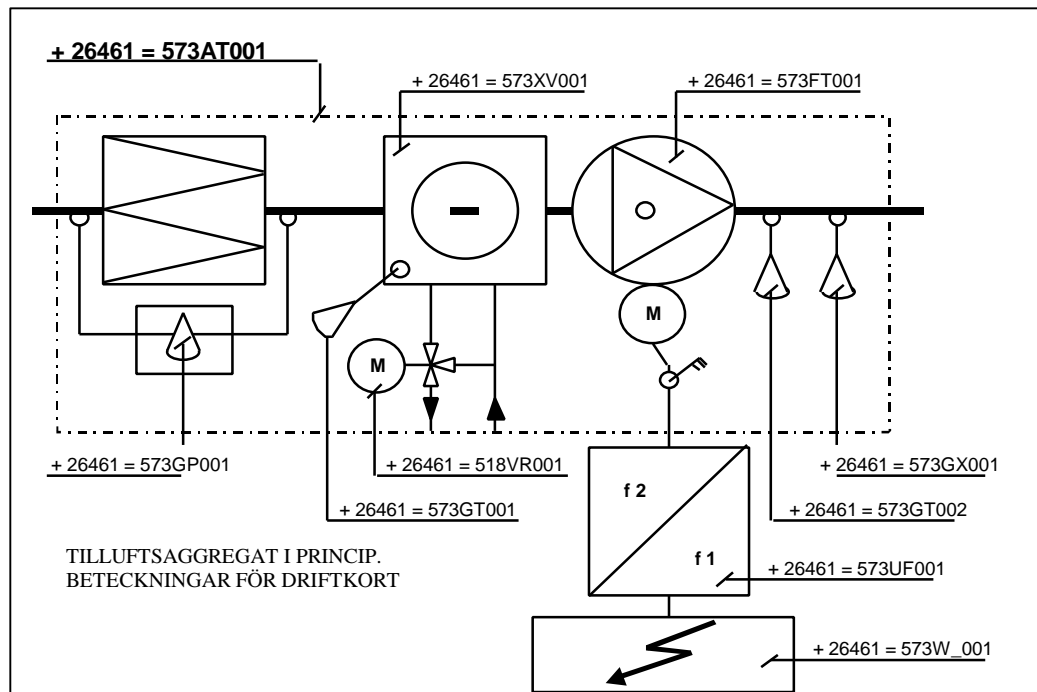 + 26461 = 573AT001
+ 26461 = 573XV001
+ 26461 = 573FT001
M
M
+ 26461 = 573GP001
+ 26461 = 518VR001
+ 26461 = 573GX001
f 2
+ 26461 = 573GT001
+ 26461 = 573GT002
TILLUFTSAGGREGAT I PRINCIP.
f 1
BETECKNINGAR FÖR DRIFTKORT
+ 26461 = 573UF001
+ 26461 = 573W_001